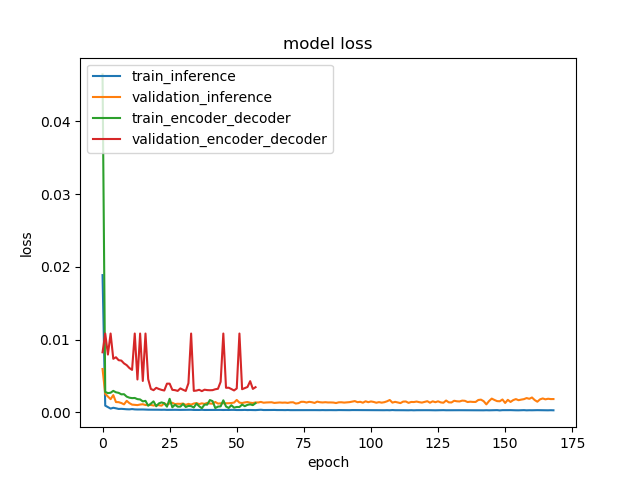 model loss
train_inference
validation_inference
train_encoder_decoder
validation_encoder_decoder
loss
0.04
0.03
0.02
0.01
0.00
0 25 50 75 100 125 150 175
epoch